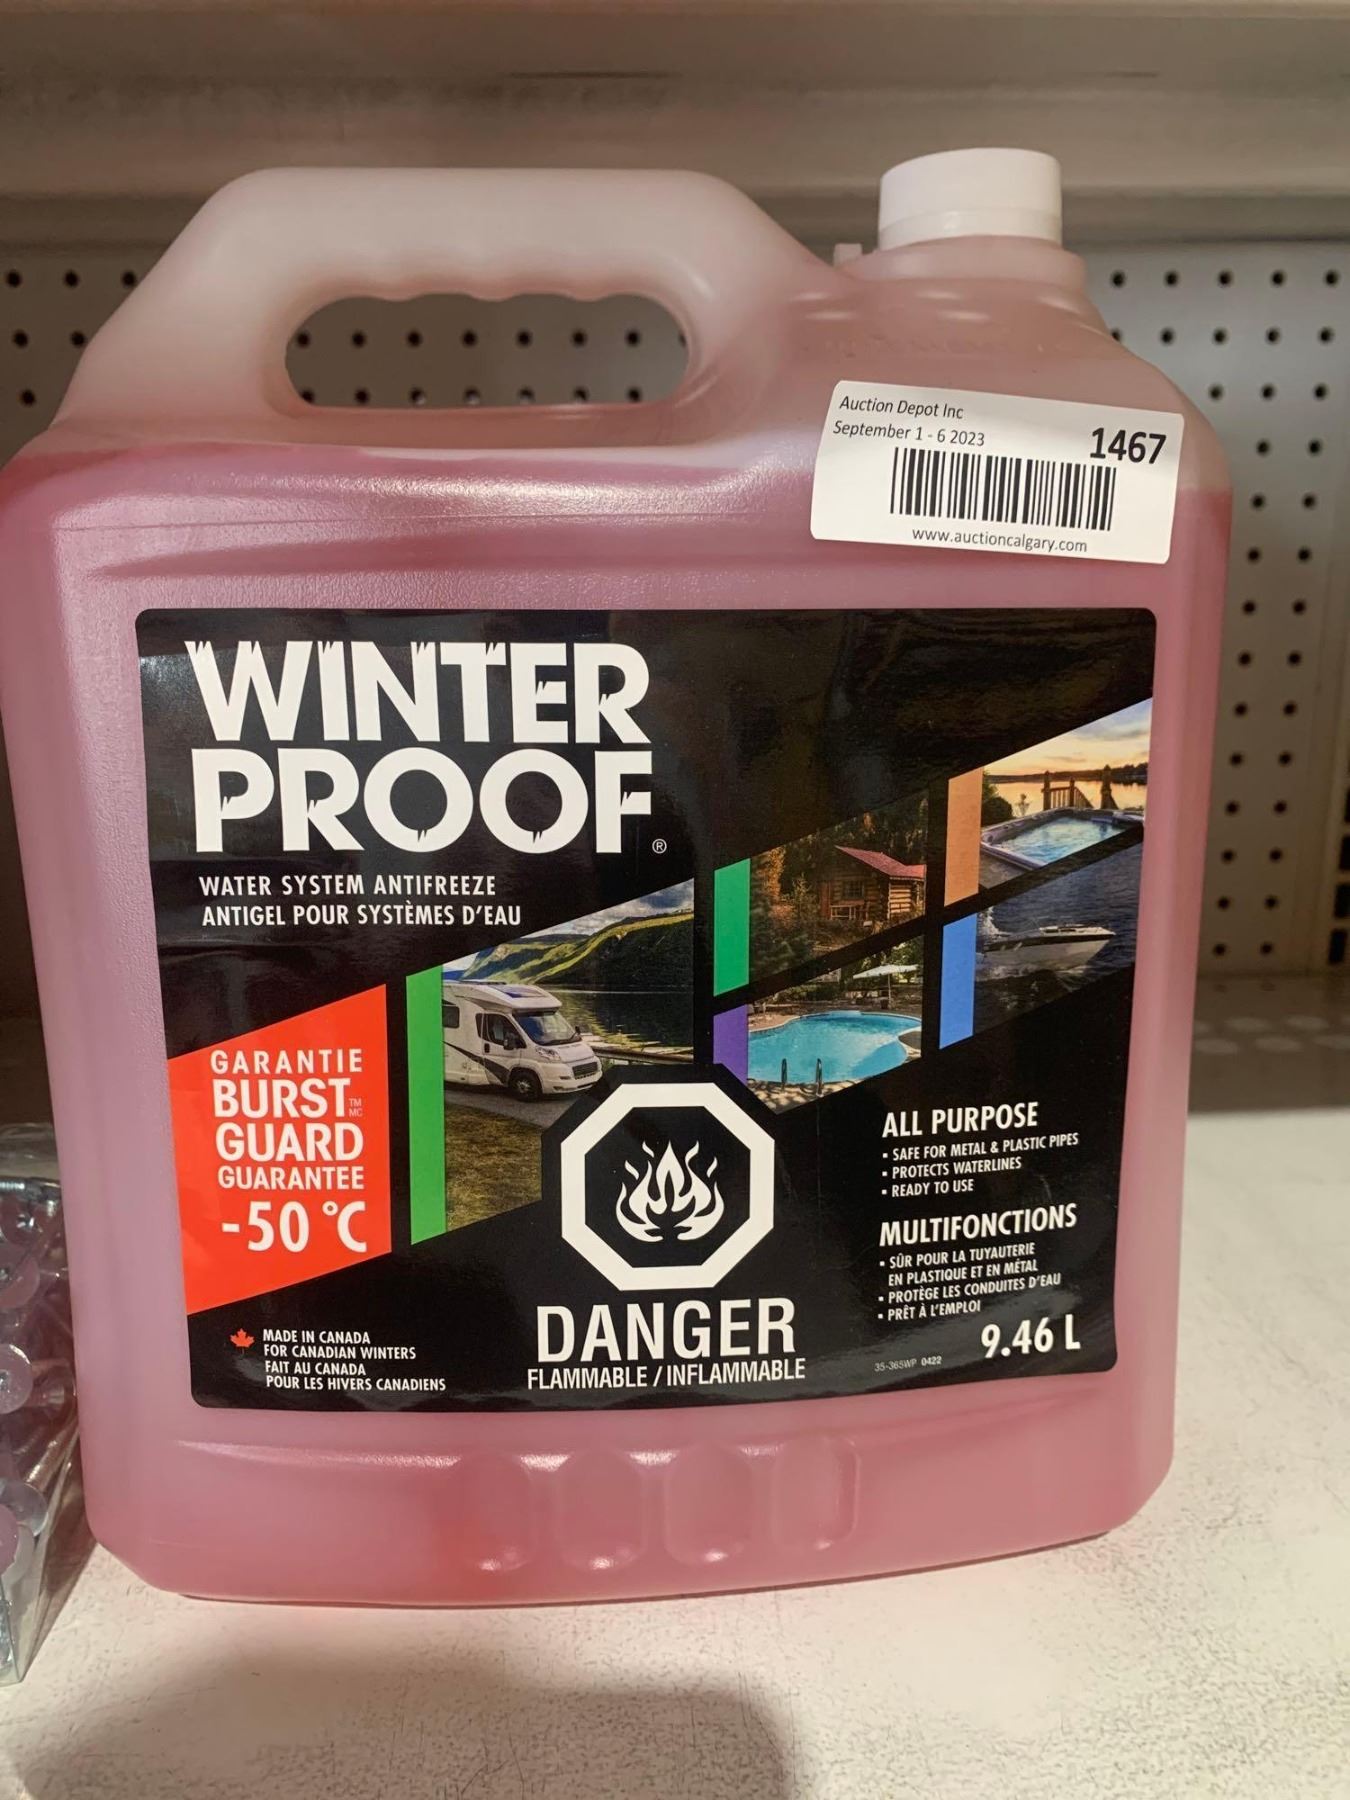 Auction Depot Inc
September 1 - 6 2023
1467
www.auctioncalgary.com
WINTER
PROOF®
WATER SYSTEM ANTIFREEZE
ANTIGEL POUR SYSTÈMES D'EAU
GARANTIE
BURST TM MC
GUARD
GUARANTEE
-50 °C
MADE IN CANADA
FOR CANADIAN WINTERS
FAIT AU CANADA
POUR LES HIVERS CANADIENS
DANGER
FLAMMABLE / INFLAMMABLE
ALL PURPOSE
▪ SAFE FOR METAL & PLASTIC PIPES
▪ PROTECTS WATERLINES
▪ READY TO USE
MULTIFONCTIONS
▪ SÛR POUR LA TUYAUTERIE
EN PLASTIQUE ET EN MÉTAL
▪ PROTÈGE LES CONDUITES D'EAU
▪ PRÊT À L'EMPLOI
9.46 L
35-365WP 0422